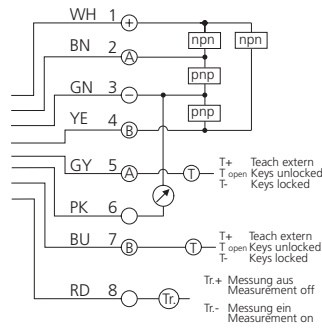 WH 1 +
npn npn
BN 2 A
pnp
GN 3 −
pnp
YE 4 B
GY 5 A T
T+ Teach extern
T open Keys unlocked
T- Keys locked
PK 6
BU 7 B T
T+ Teach extern
T open Keys unlocked
T- Keys locked
RD 8 Tr.
Tr.+ Messung aus
Measurement off
Tr.- Messung ein
Measurement on